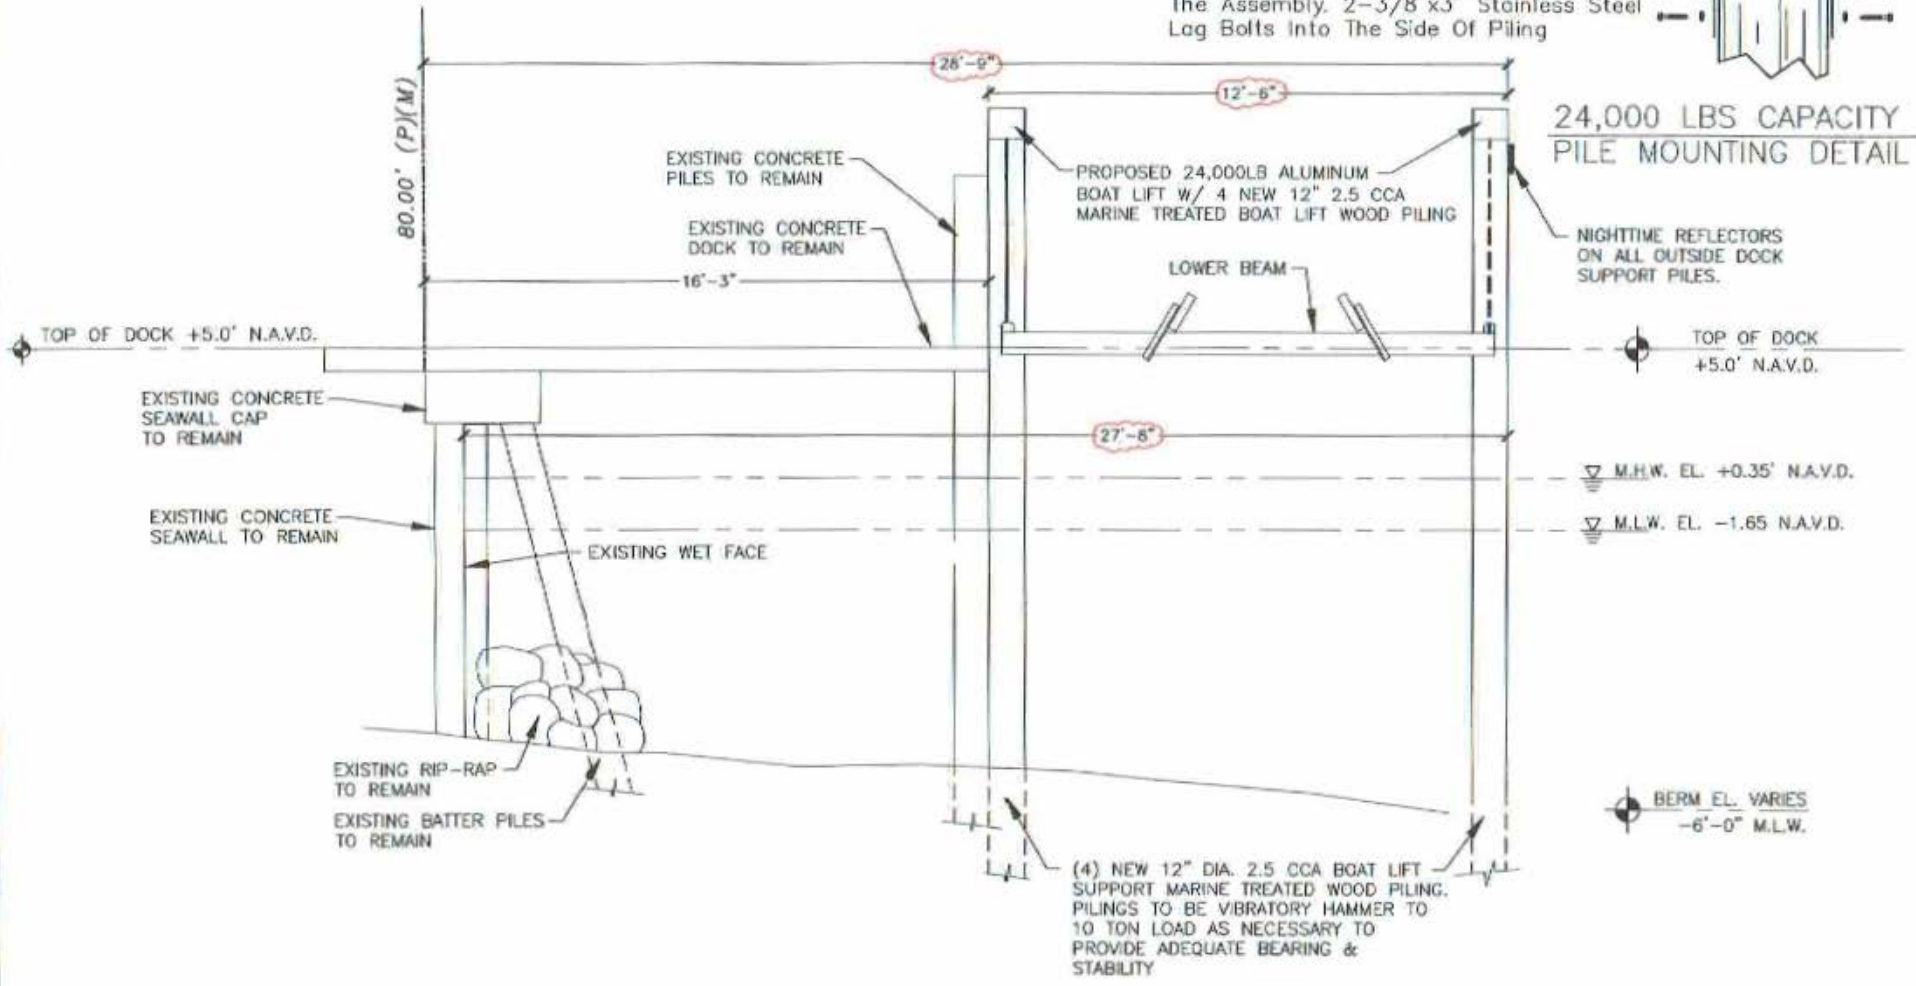 The Assembly. 2-3/8"x3" Stainless Steel
Lag Bolts Into The Side Of Piling
28'-9"
12'-6"
80.00' (P)(M)
24,000 LBS CAPACITY
PILE MOUNTING DETAIL
EXISTING CONCRETE
PILES TO REMAIN
PROPOSED 24,000LB ALUMINUM
BOAT LIFT W/ 4 NEW 12" 2.5 CCA
MARINE TREATED BOAT LIFT WOOD PILING
EXISTING CONCRETE
DOCK TO REMAIN
NIGHTTIME REFLECTORS
ON ALL OUTSIDE DOCK
SUPPORT PILES.
LOWER BEAM
16'-3"
TOP OF DOCK +5.0' N.A.V.D.
TOP OF DOCK
+5.0' N.A.V.D.
EXISTING CONCRETE
SEAWALL CAP
TO REMAIN
27'-8"
M.H.W. EL. +0.35' N.A.V.D.
EXISTING CONCRETE
SEAWALL TO REMAIN
M.L.W. EL. -1.65 N.A.V.D.
EXISTING WET FACE
EXISTING RIP-RAP
TO REMAIN
EXISTING BATTER PILES
TO REMAIN
BERM EL. VARIES
-6'-0" M.L.W.
(4) NEW 12" DIA. 2.5 CCA BOAT LIFT
SUPPORT MARINE TREATED WOOD PILING.
PILINGS TO BE VIBRATORY HAMMER TO
10 TON LOAD AS NECESSARY TO
PROVIDE ADEQUATE BEARING &
STABILITY